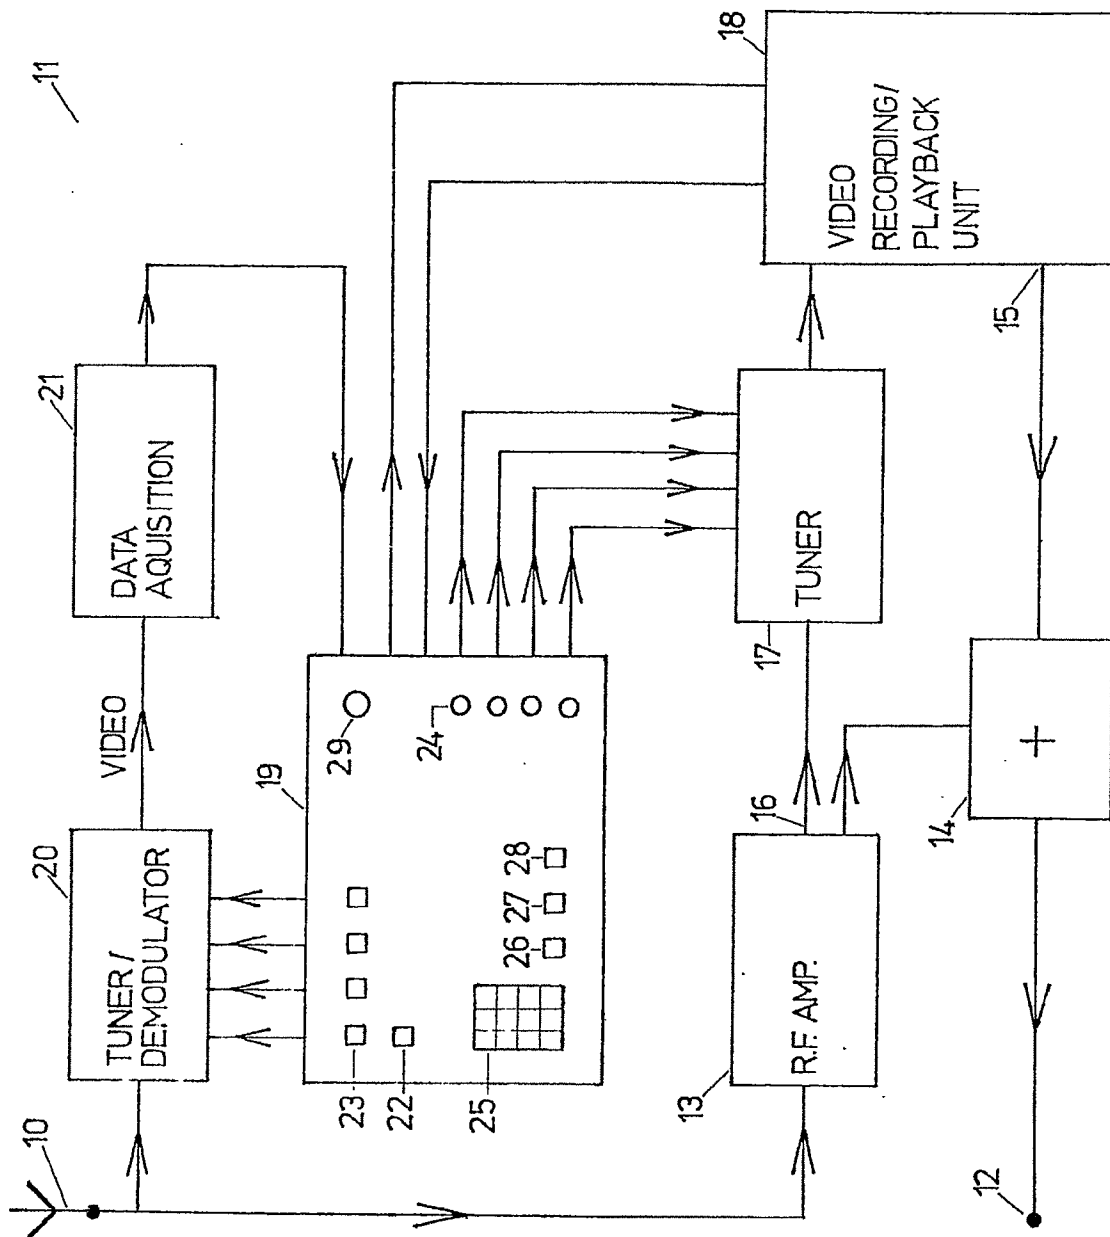 11
10
20
TUNER/
DEMODULATOR
VIDEO
21
DATA
AQUISITION
19
23
22
25
26
27
28
29
24
18
VIDEO
RECORDING/
PLAYBACK
UNIT
13
R.F. AMP.
16
17
TUNER
15
14
+
12